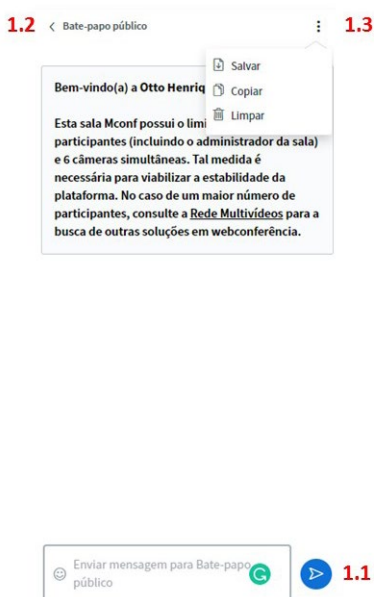 1.2 Bate-papo público 1.3
Salvar
Copiar
Limpar
Bem-vindo(a) a Otto Henriq
Esta sala Mconf possui o limi
participantes (incluindo o administrador da sala)
e 6 câmeras simultâneas. Tal medida é
necessária para viabilizar a estabilidade da
plataforma. No caso de um maior número de
participantes, consulte a Rede Multivídeos para a
busca de outras soluções em webconferência.
Enviar mensagem para Bate-papo
público
1.1